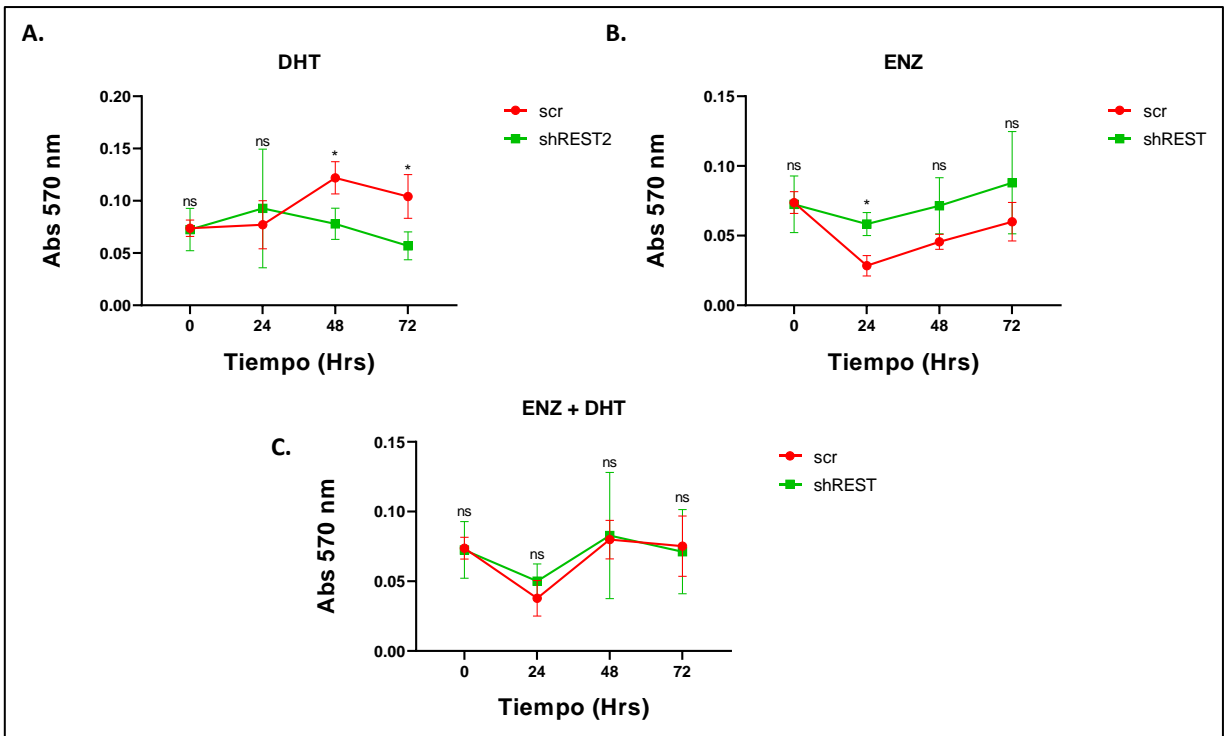 A.
DHT
0.20
0.15
0.10
0.05
0.00
Abs 570 nm
ns
ns
*
*
0
24
48
72
Tiempo (Hrs)
scr
shREST2
B.
ENZ
0.15
0.10
0.05
0.00
Abs 570 nm
ns
*
ns
ns
0
24
48
72
Tiempo (Hrs)
scr
shREST
C.
ENZ + DHT
0.15
0.10
0.05
0.00
Abs 570 nm
ns
ns
ns
ns
0
24
48
72
Tiempo (Hrs)
scr
shREST